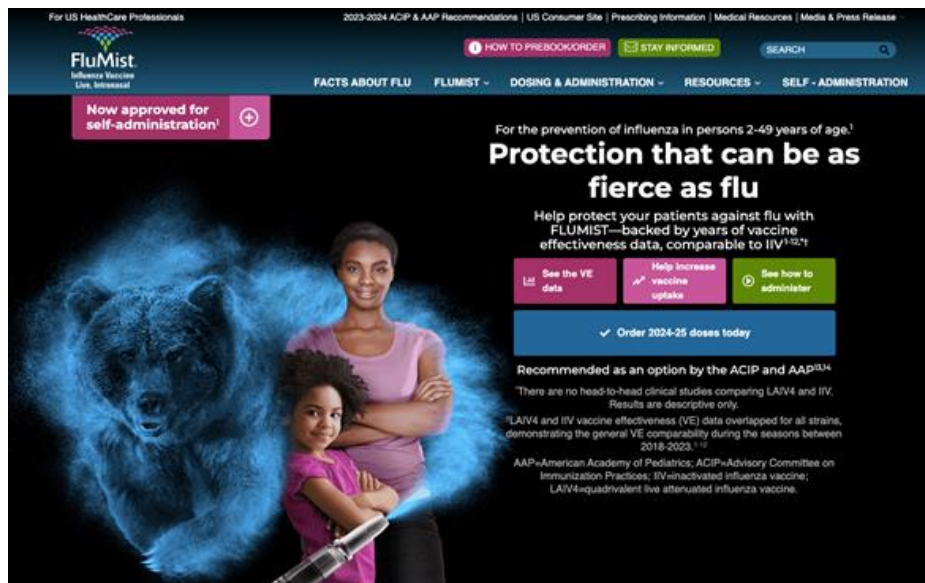 For US HealthCare Professionals
2023-2024 ACIP & AAP Recommendations | US Consumer Site | Prescribing Information | Medical Resources | Media & Press Release
FluMist
Influenza Vaccine
Live, Intranasal
HOW TO PREBOOK/ORDER
STAY INFORMED
SEARCH
FACTS ABOUT FLU
FLUMIST
DOSING & ADMINISTRATION
RESOURCES
SELF - ADMINISTRATION
Now approved for
self-administration¹
For the prevention of influenza in persons 2-49 years of age.¹
Protection that can be as
fierce as flu
Help protect your patients against flu with
FLUMIST—backed by years of vaccine
effectiveness data, comparable to IIV¹⁻¹²,*†
See the VE
data
Help increase
vaccine
uptake
See how to
administer
Order 2024-25 doses today
Recommended as an option by the ACIP and AAP¹³,¹⁴
*There are no head-to-head clinical studies comparing LAIV4 and IIV.
Results are descriptive only.
†LAIV4 and IIV vaccine effectiveness (VE) data overlapped for all strains,
demonstrating the general VE comparability during the seasons between
2018-2023.¹⁻¹²
AAP=American Academy of Pediatrics; ACIP=Advisory Committee on
Immunization Practices; IIV=inactivated influenza vaccine;
LAIV4=quadrivalent live attenuated influenza vaccine.